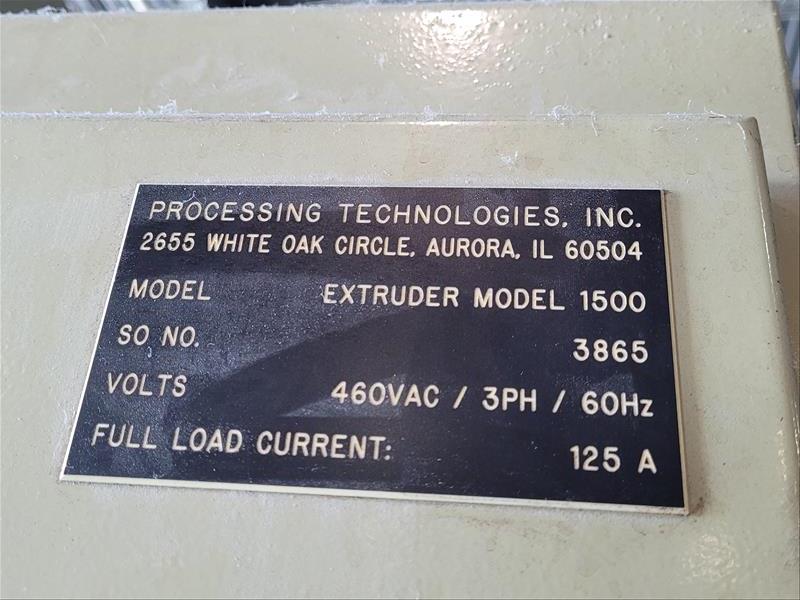 PROCESSING TECHNOLOGIES, INC.
2655 WHITE OAK CIRCLE, AURORA, IL 60504
MODEL EXTRUDER MODEL 1500
SO NO. 3865
VOLTS 460VAC / 3PH / 60Hz
FULL LOAD CURRENT: 125 A